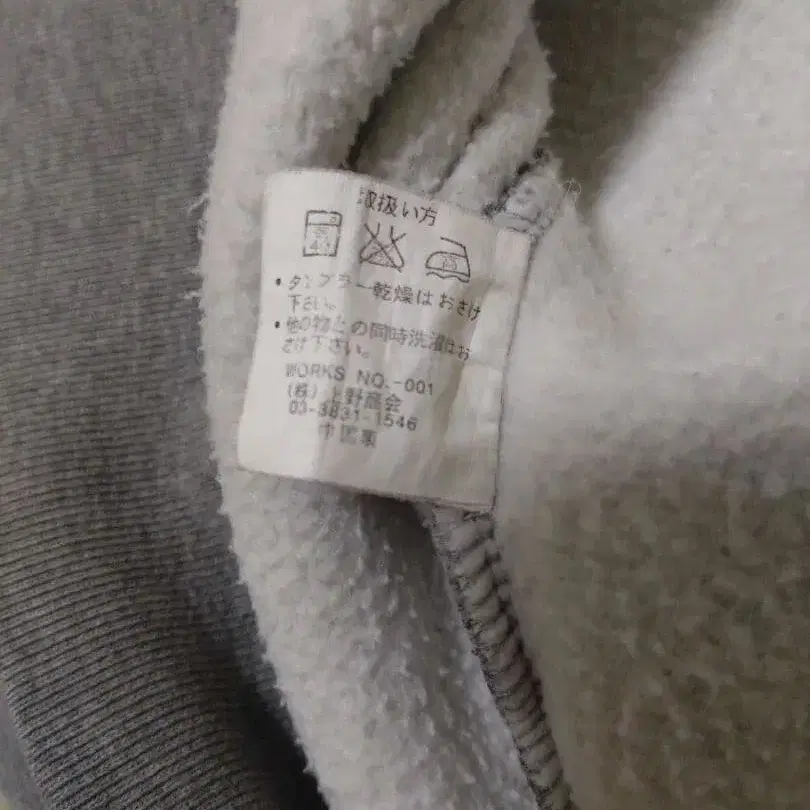 取扱い方
40
・タンブラー乾燥はおさけ
下さい。
・他の物との同時洗濯はお
さけ下さい。
WORKS NO.-001
(株)上野商会
03-3831-1546
中国製